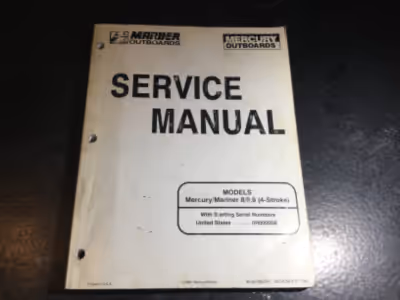 MARINER
OUTBOARDS
MERCURY
OUTBOARDS
SERVICE
MANUAL
MODELS
Mercury/Mariner 8/9.9 (4-Stroke)
With Starting Serial Numbers
United States